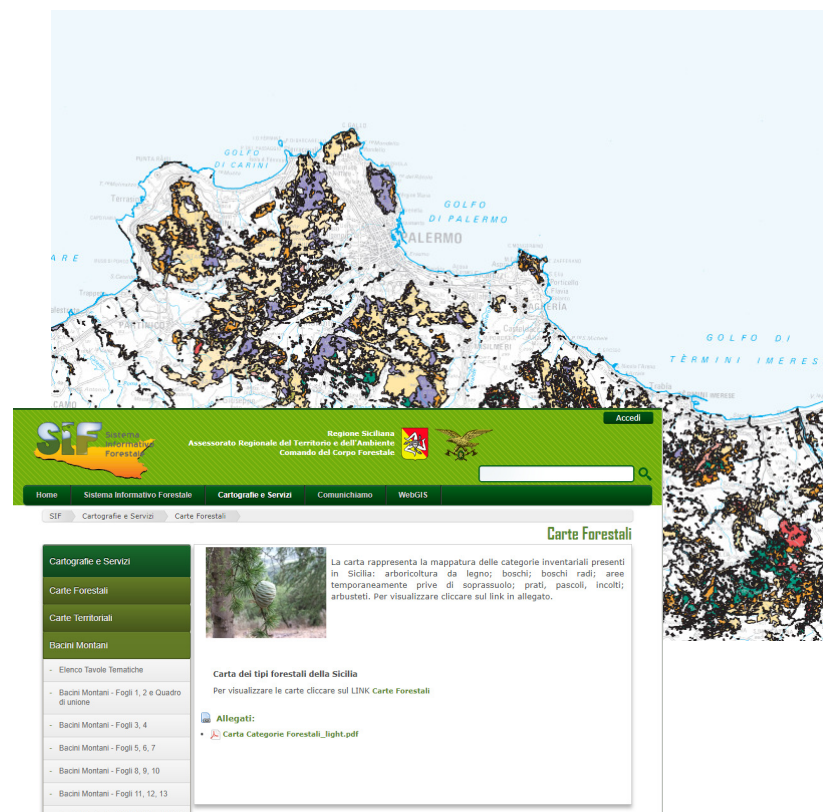 GOLFO
DI CARINI
GOLFO
DI PALERMO
PALERMO
GOLFO DI
TÈRMINI IMERES
Accedi
SIF Sistema
Informativo
Forestale
Regione Siciliana
Assessorato Regionale del Territorio e dell'Ambiente
Comando del Corpo Forestale
Home Sistema Informativo Forestale Cartografie e Servizi Comunichiamo WebGIS
SIF Cartografie e Servizi Carte Forestali
Carte Forestali
Cartografie e Servizi
Carte Forestali
Carte Territoriali
Bacini Montani
- Elenco Tavole Tematiche
- Bacini Montani - Fogli 1, 2 e Quadro
di unione
- Bacini Montani - Fogli 3, 4
- Bacini Montani - Fogli 5, 6, 7
- Bacini Montani - Fogli 8, 9, 10
- Bacini Montani - Fogli 11, 12, 13
La carta rappresenta la mappatura delle categorie inventariali presenti
in Sicilia: arboricoltura da legno; boschi; boschi radi; aree
temporaneamente prive di soprassuolo; prati, pascoli, incolti;
arbusteti. Per visualizzare cliccare sul link in allegato.
Carta dei tipi forestali della Sicilia
Per visualizzare le carte cliccare sul LINK Carte Forestali
Allegati:
• Carta Categorie Forestali_light.pdf